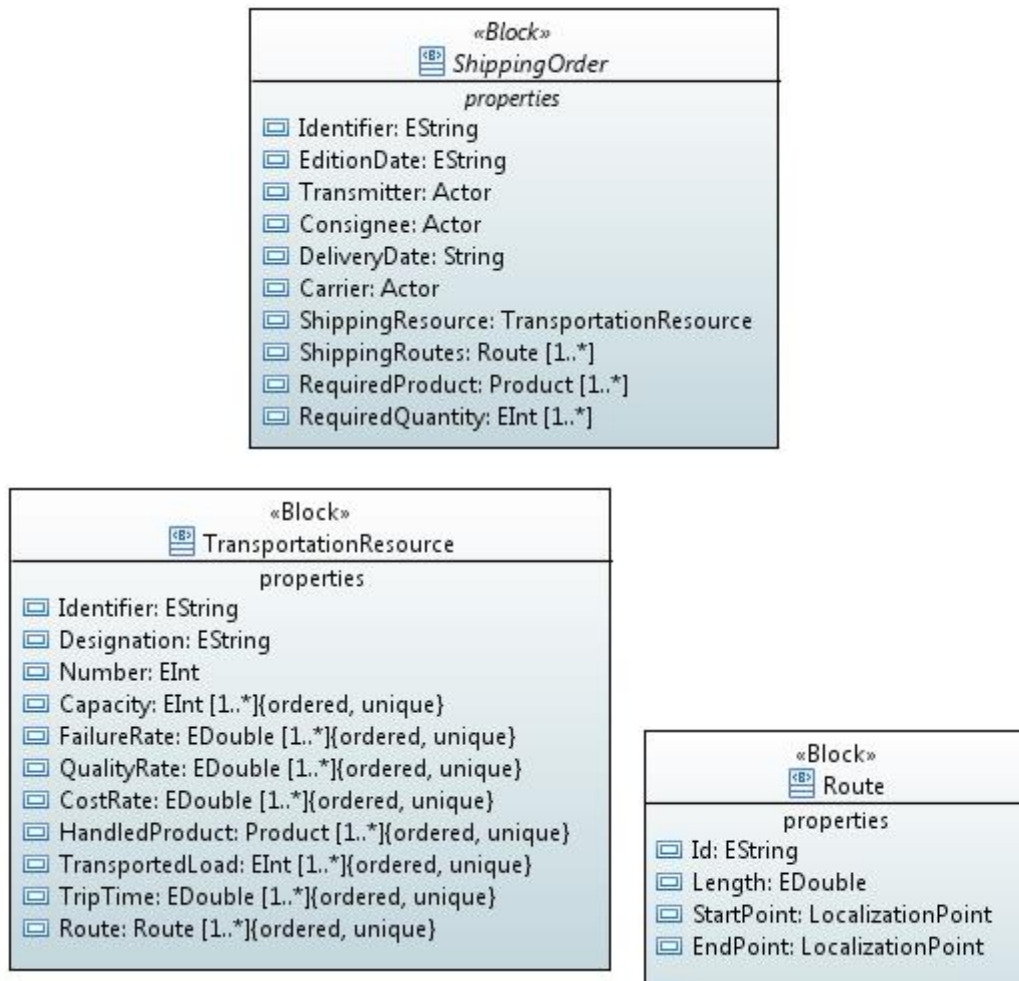 «Block»
ShippingOrder
properties
Identifier: EString
EditionDate: EString
Transmitter: Actor
Consignee: Actor
DeliveryDate: String
Carrier: Actor
ShippingResource: TransportationResource
ShippingRoutes: Route [1..*]
RequiredProduct: Product [1..*]
RequiredQuantity: EInt [1..*]
«Block»
TransportationResource
properties
Identifier: EString
Designation: EString
Number: EInt
Capacity: EInt [1..*]{ordered, unique}
FailureRate: EDouble [1..*]{ordered, unique}
QualityRate: EDouble [1..*]{ordered, unique}
CostRate: EDouble [1..*]{ordered, unique}
HandledProduct: Product [1..*]{ordered, unique}
TransportedLoad: EInt [1..*]{ordered, unique}
TripTime: EDouble [1..*]{ordered, unique}
Route: Route [1..*]{ordered, unique}
«Block»
Route
properties
Id: EString
Length: EDouble
StartPoint: LocalizationPoint
EndPoint: LocalizationPoint